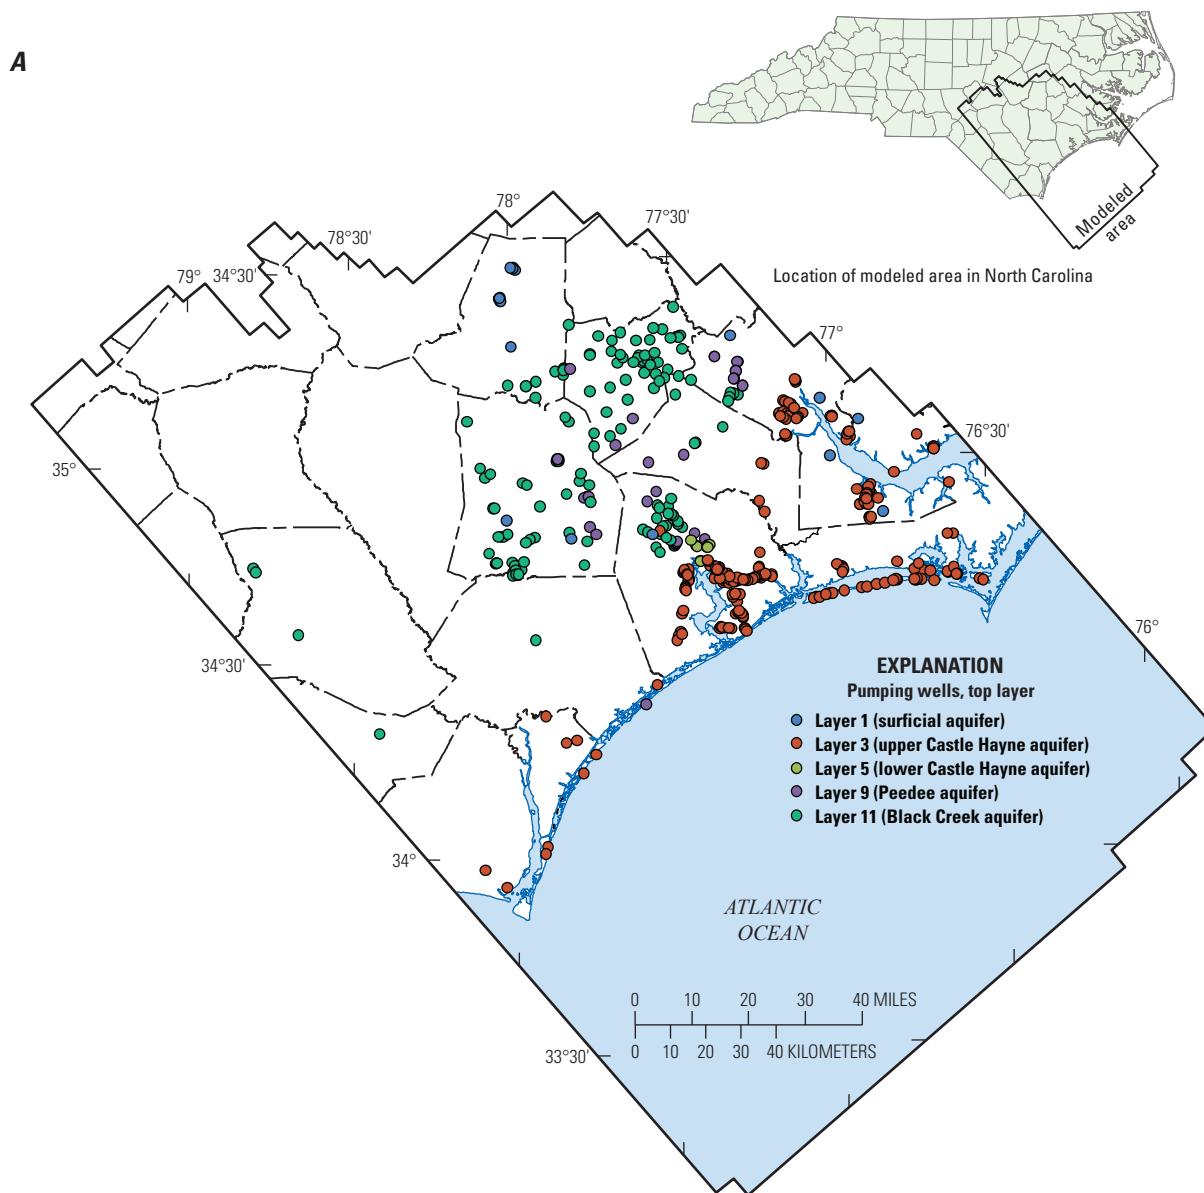 A
Modeled
area
Location of modeled area in North Carolina
78°
77°30'
78°30'
79°
34°30'
77°
76°30'
35°
76°
34°30'
34°
33°30'
EXPLANATION
Pumping wells, top layer
Layer 1 (surficial aquifer)
Layer 3 (upper Castle Hayne aquifer)
Layer 5 (lower Castle Hayne aquifer)
Layer 9 (Peedee aquifer)
Layer 11 (Black Creek aquifer)
ATLANTIC
OCEAN
0 10 20 30 40 MILES
0 10 20 30 40 KILOMETERS